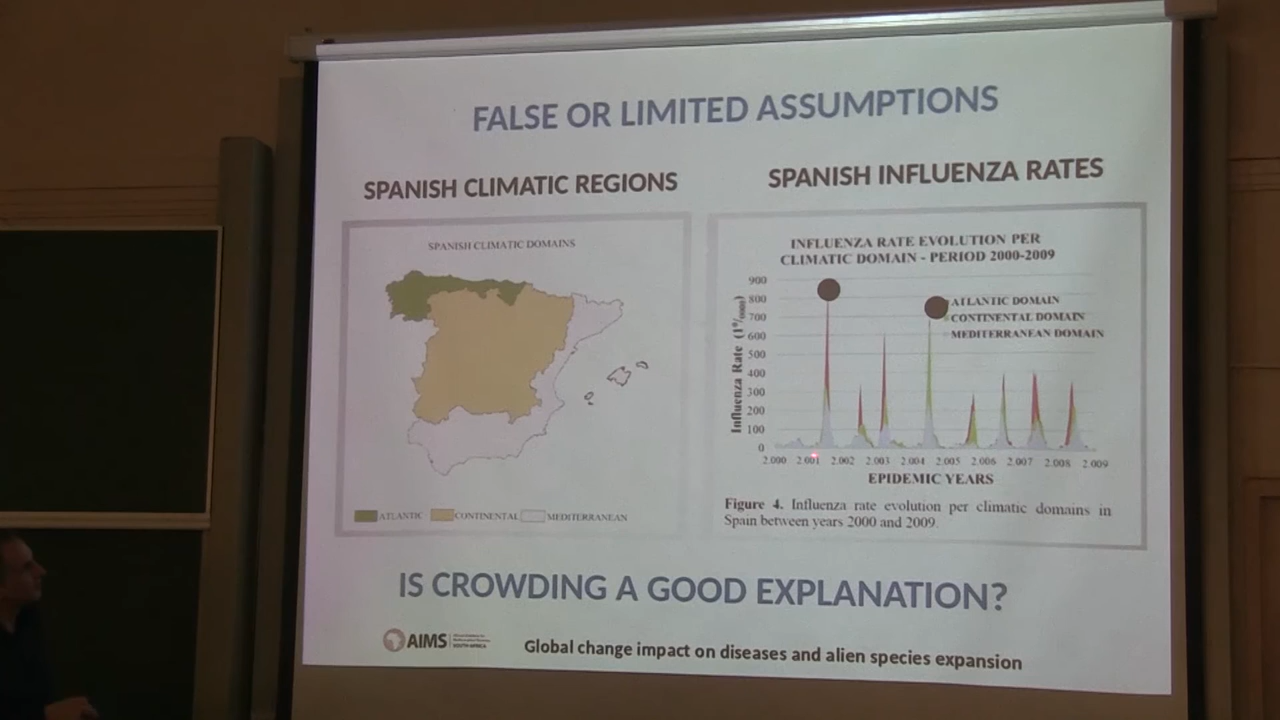 FALSE OR LIMITED ASSUMPTIONS
SPANISH CLIMATIC REGIONS
SPANISH INFLUENZA RATES
SPANISH CLIMATIC DOMAINS
ATLANTIC CONTINENTAL MEDITERRANEAN
INFLUENZA RATE EVOLUTION PER
CLIMATIC DOMAIN - PERIOD 2000-2009
Influenza Rate (1º/0000)
900
800
700
600
500
400
300
200
100
0
ATLANTIC DOMAIN
CONTINENTAL DOMAIN
MEDITERRANEAN DOMAIN
2.000 2.001 2.002 2.003 2.004 2.005 2.006 2.007 2.008 2.009
EPIDEMIC YEARS
Figure 4. Influenza rate evolution per climatic domains in
Spain between years 2000 and 2009.
IS CROWDING A GOOD EXPLANATION?
AIMS
SOUTH AFRICA
Global change impact on diseases and alien species expansion